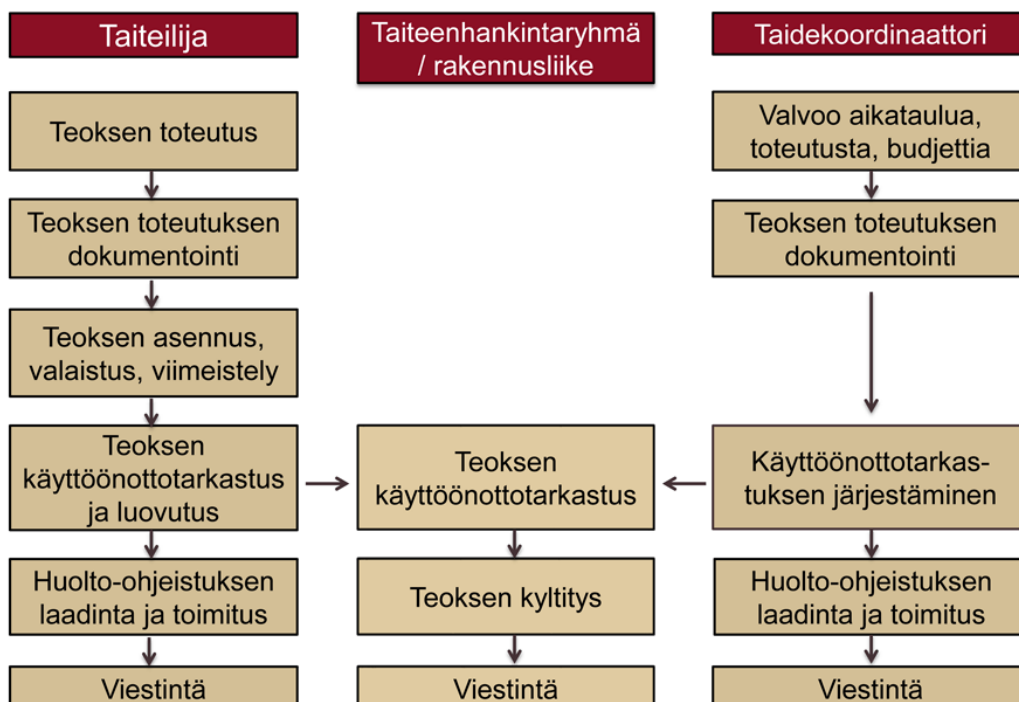 Taiteilija
Taiteenhankintaryhmä
/ rakennusliike
Taidekoordinaattori
Teoksen toteutus
Valvoo aikataulua,
toteutusta, budjettia
Teoksen toteutuksen
dokumentointi
Teoksen toteutuksen
dokumentointi
Teoksen asennus,
valaistus, viimeistely
Teoksen
käyttöönottotarkastus
ja luovutus
Teoksen
käyttöönottotarkastus
Käyttöönottotarkas-
tuksen järjestäminen
Huolto-ohjeistuksen
laadinta ja toimitus
Teoksen kyltitys
Huolto-ohjeistuksen
laadinta ja toimitus
Viestintä
Viestintä
Viestintä